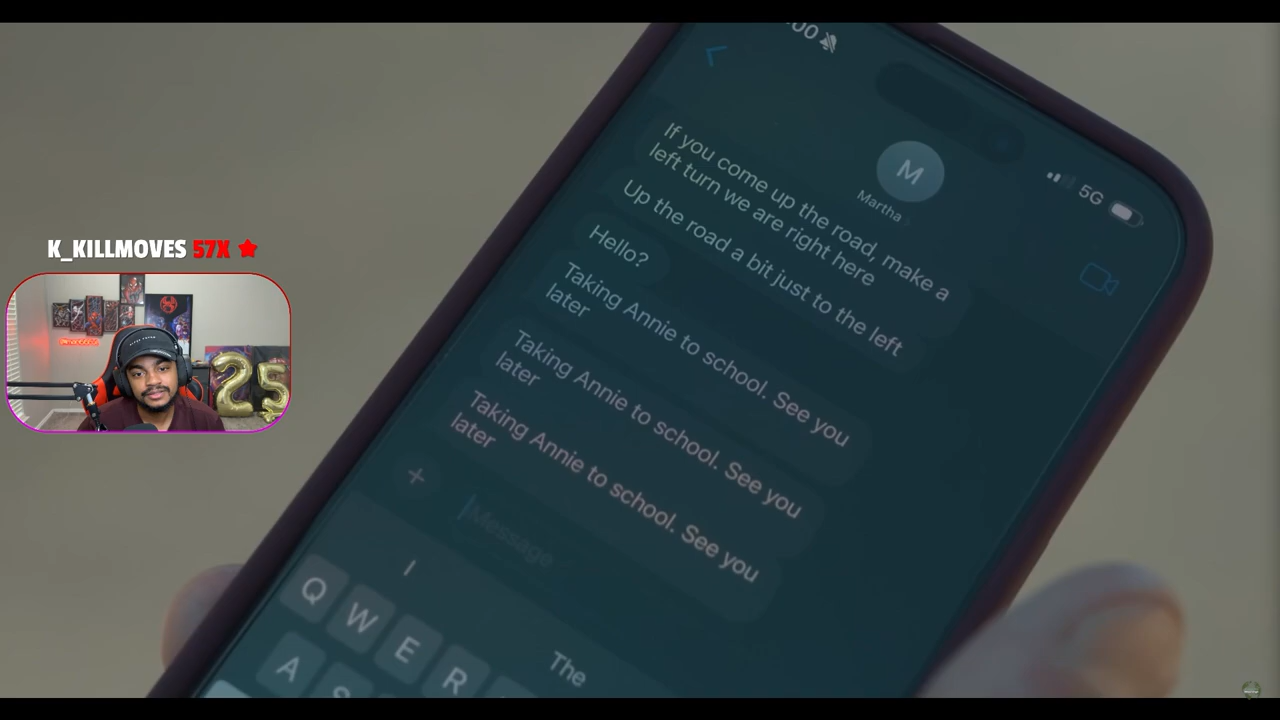 :00
5G
M
Martha
If you come up the road, make a
left turn we are right here
Up the road a bit just to the left
Hello?
Taking Annie to school. See you
later
Taking Annie to school. See you
later
Taking Annie to school. See you
later
Message
I
The
Q W E R
A S
K_KILLMOVES 57X
25